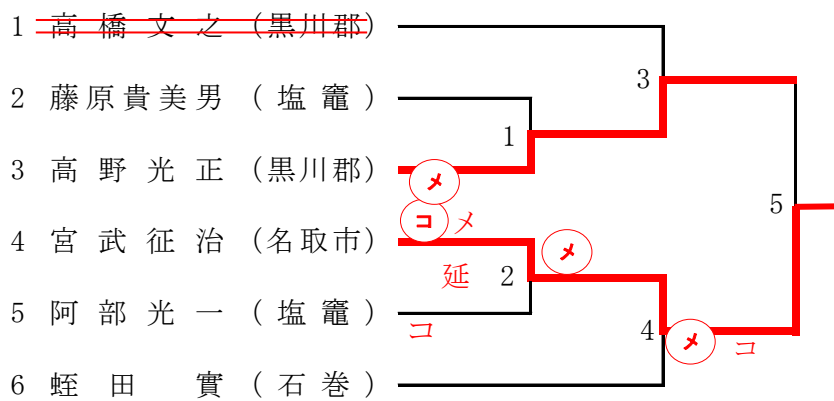 1 高橋文之 (黒川郡)
3
2 藤原貴美男 (塩竈)
1
3 高野光正 (黒川郡)
メ
5
コ メ
4 宮武征治 (名取市)
メ
延 2
5 阿部光一 (塩竈)
コ
4
メ コ
6 蛭田 實 (石巻)